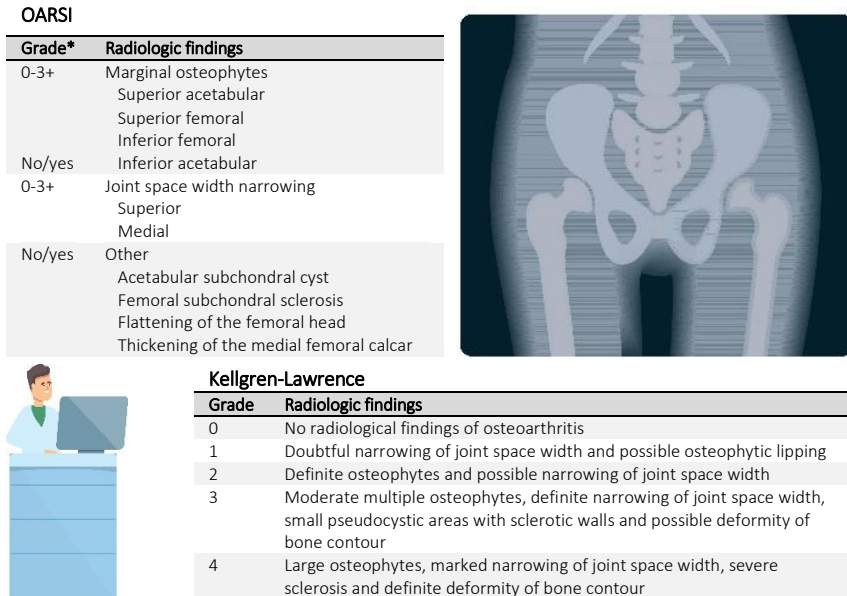 OARSI
Grade* Radiologic findings
0-3+ Marginal osteophytes
Superior acetabular
Superior femoral
Inferior femoral
No/yes Inferior acetabular
0-3+ Joint space width narrowing
Superior
Medial
No/yes Other
Acetabular subchondral cyst
Femoral subchondral sclerosis
Flattening of the femoral head
Thickening of the medial femoral calcar
Kellgren-Lawrence
Grade Radiologic findings
0 No radiological findings of osteoarthritis
1 Doubtful narrowing of joint space width and possible osteophytic lipping
2 Definite osteophytes and possible narrowing of joint space width
3 Moderate multiple osteophytes, definite narrowing of joint space width,
small pseudocystic areas with sclerotic walls and possible deformity of
bone contour
4 Large osteophytes, marked narrowing of joint space width, severe
sclerosis and definite deformity of bone contour